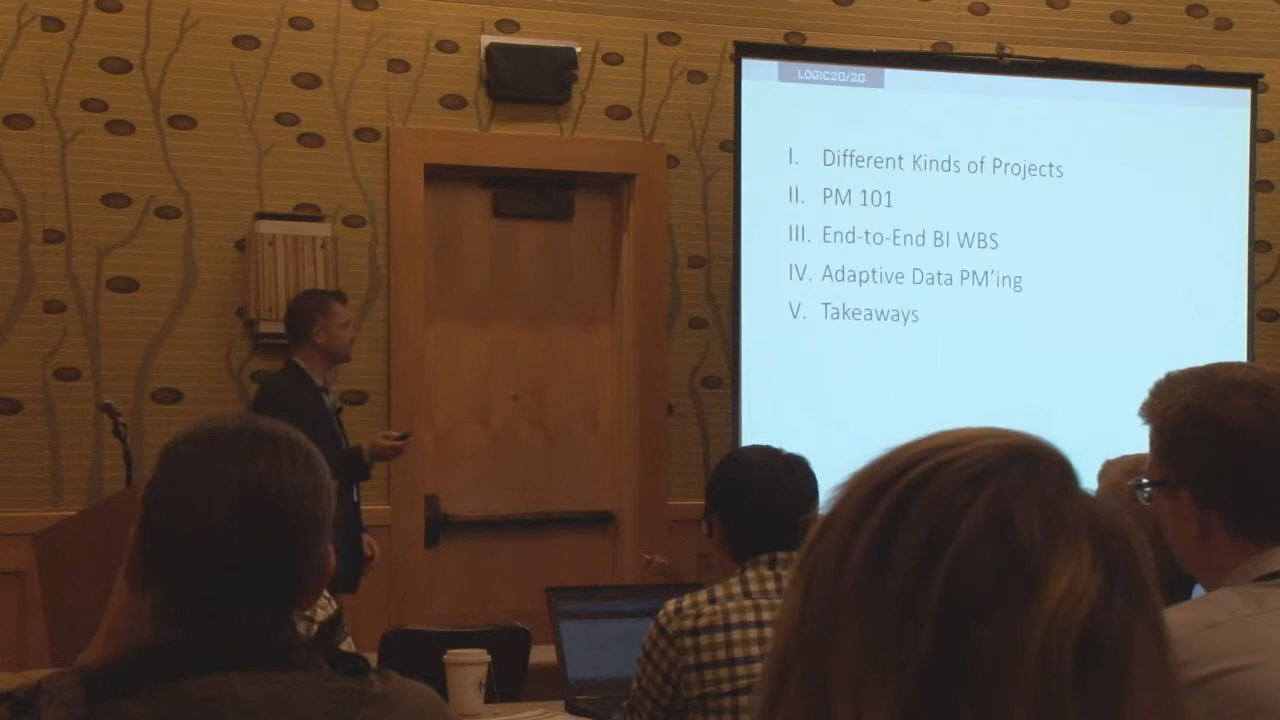 LOGIC20/20
I. Different Kinds of Projects
II. PM 101
III. End-to-End BI WBS
IV. Adaptive Data PM'ing
V. Takeaways